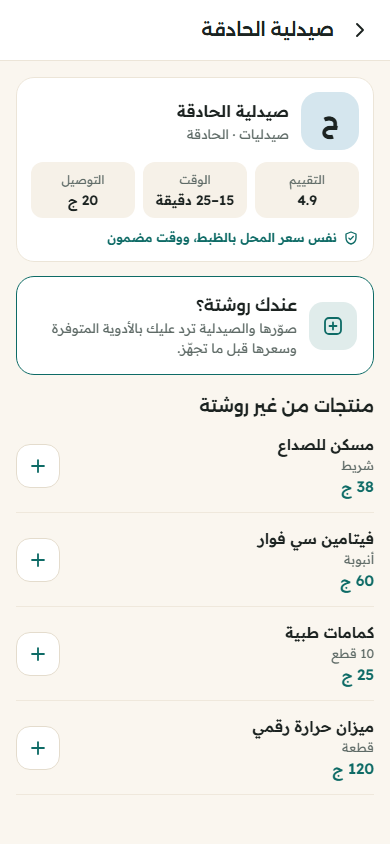 صيدلية الحادقة
ح
صيدلية الحادقة
صيدليات · الحادقة
التقييم
4.9
الوقت
15–25 دقيقة
التوصيل
20 ج
نفس سعر المحل بالظبط، ووقت مضمون
عندك روشتة؟
صوّرها والصيدلية ترد عليك بالأدوية المتوفرة
وسعرها قبل ما تجهّز.
منتجات من غير روشتة
مسكن للصداع
شريط
38 ج
فيتامين سي فوار
أنبوبة
60 ج
كمامات طبية
10 قطع
25 ج
ميزان حرارة رقمي
قطعة
120 ج